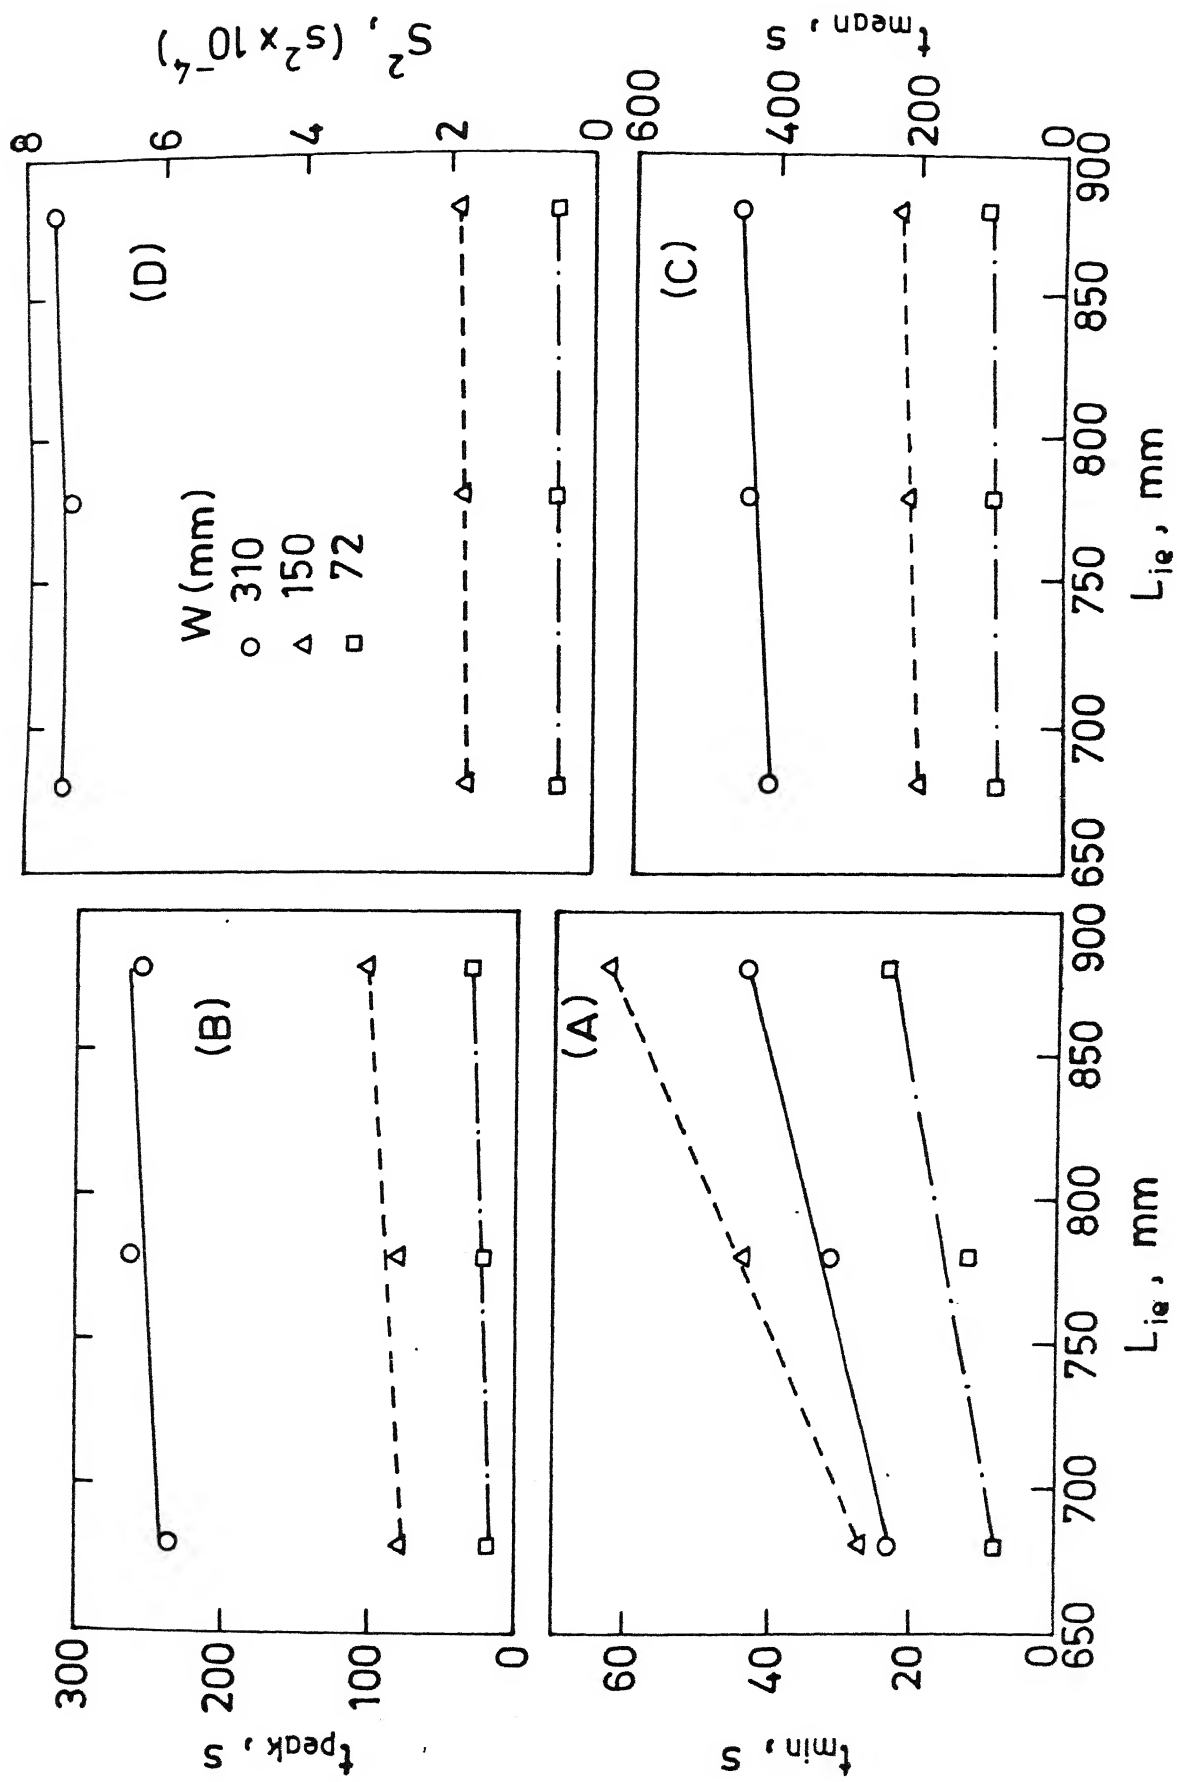 300
200
100
0
t_peak, s
(B)
60
40
20
0
t_min, s
(A)
650 700 750 800 850 900
L_ie, mm
8
6
4
2
0
S², (s²x10⁻⁴)
(D)
W (mm)
○ 310
△ 150
□ 72
600
400
200
0
t_mean, s
(C)
650 700 750 800 850 900
L_ie, mm